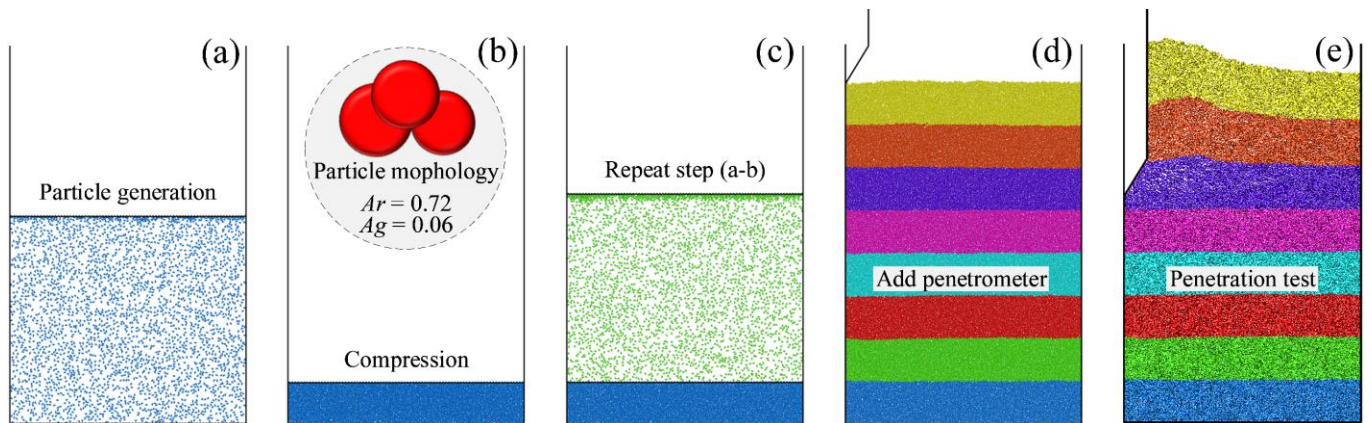 (a)
Particle generation
(b)
Particle mophology
Ar = 0.72
Ag = 0.06
Compression
(c)
Repeat step (a-b)
(d)
Add penetrometer
(e)
Penetration test